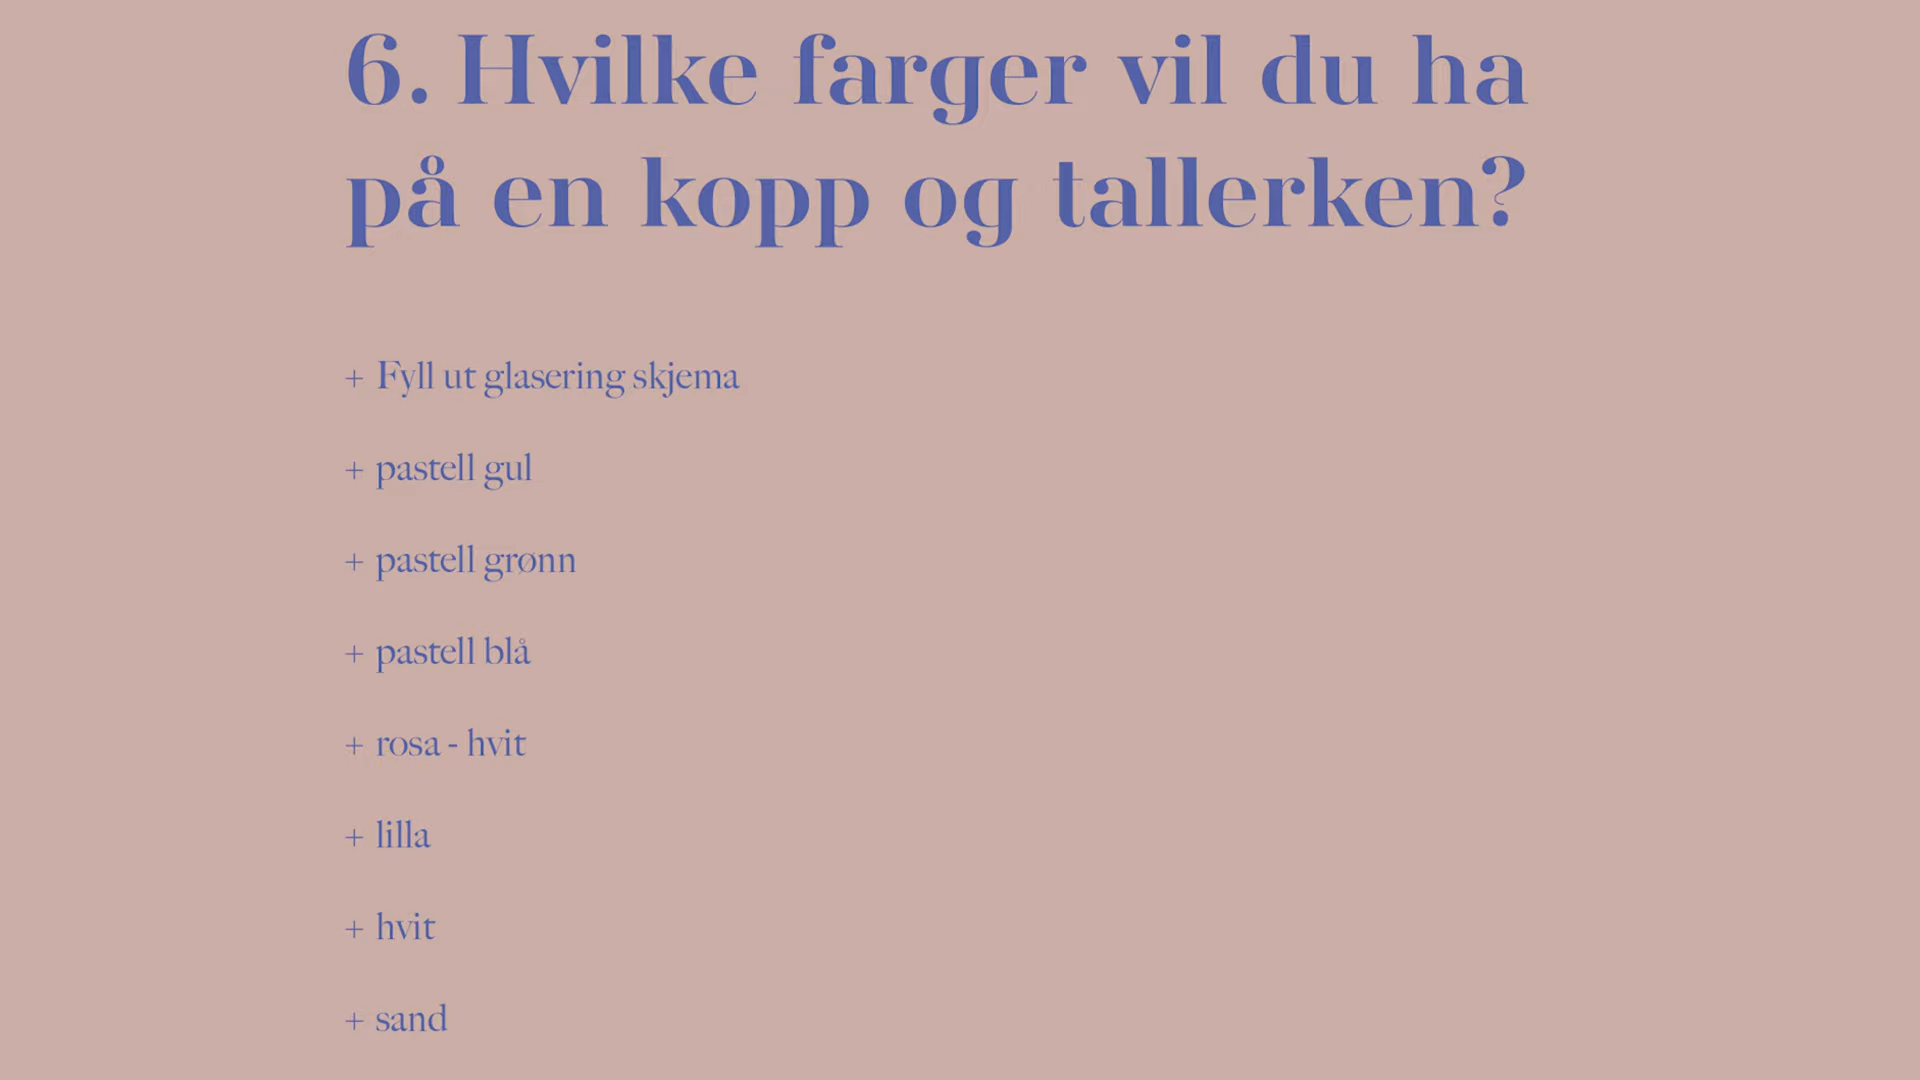 6. Hvilke farger vil du ha
på en kopp og tallerken?
+ Fyll ut glasering skjema
+ pastell gul
+ pastell grønn
+ pastell blå
+ rosa - hvit
+ lilla
+ hvit
+ sand